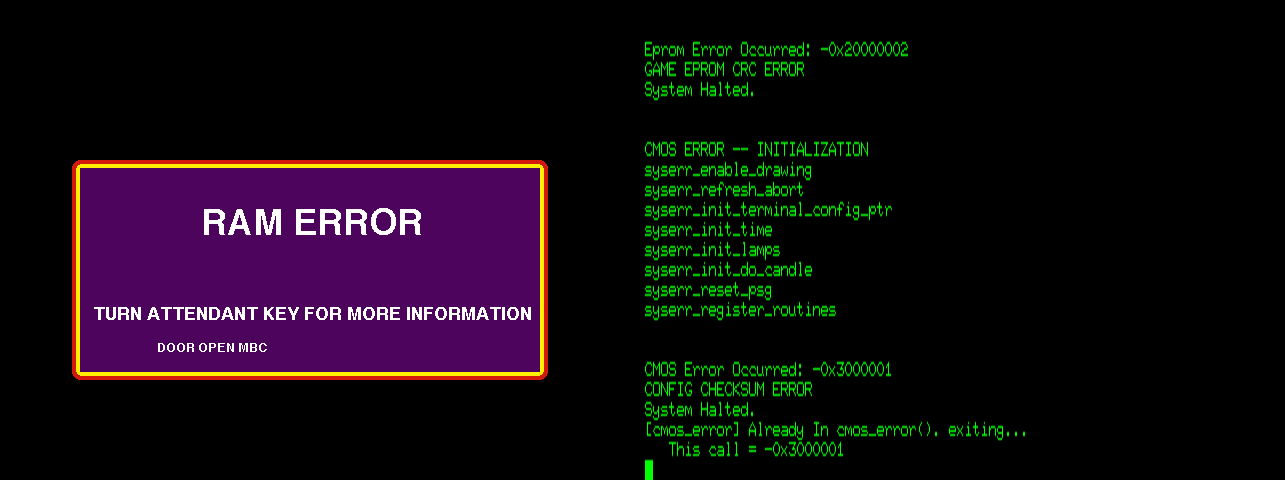 RAM ERROR
TURN ATTENDANT KEY FOR MORE INFORMATION
DOOR OPEN MBC
Eprom Error Occurred: -0x20000002
GAME EPROM CRC ERROR
System Halted.
CMOS ERROR -- INITIALIZATION
syserr_enable_drawing
syserr_refresh_abort
syserr_init_terminal_config_ptr
syserr_init_time
syserr_init_lamps
syserr_init_do_candle
syserr_reset_psg
syserr_register_routines
CMOS Error Occurred: -0x3000001
CONFIG CHECKSUM ERROR
System Halted.
[cmos_error] Already In cmos_error(). exiting...
This call = -0x3000001